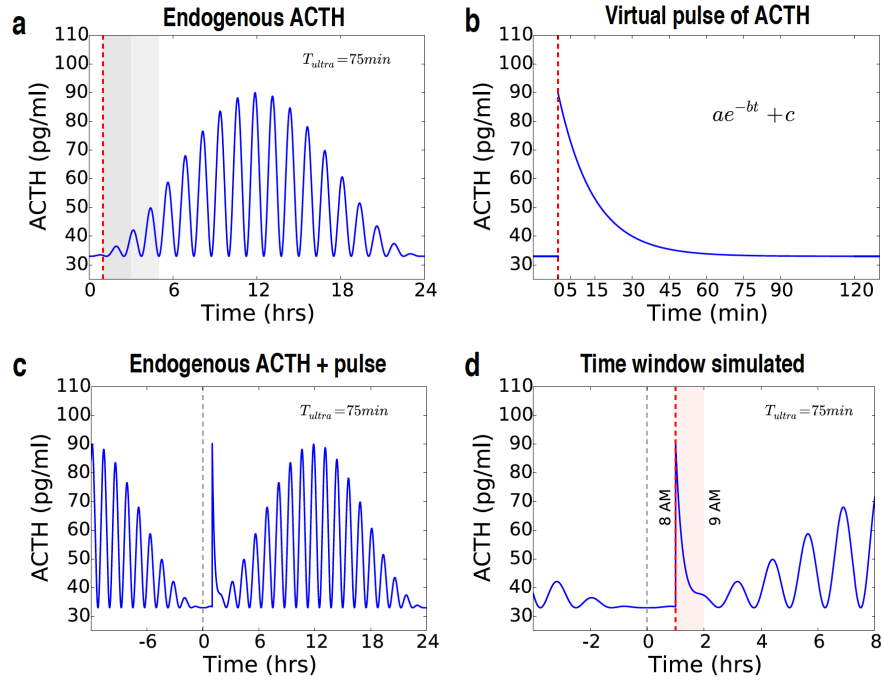 a
Endogenous ACTH
T_ultra = 75min
110
100
90
80
70
60
50
40
30
ACTH (pg/ml)
0 6 12 18 24
Time (hrs)
b
Virtual pulse of ACTH
ae^{-bt} + c
110
100
90
80
70
60
50
40
30
ACTH (pg/ml)
0 5 15 30 45 60 75 90 120
Time (min)
c
Endogenous ACTH + pulse
T_ultra = 75min
110
100
90
80
70
60
50
40
30
ACTH (pg/ml)
-6 0 6 12 18 24
Time (hrs)
d
Time window simulated
T_ultra = 75min
110
100
90
80
70
60
50
40
30
ACTH (pg/ml)
8 AM
9 AM
-2 0 2 4 6 8
Time (hrs)